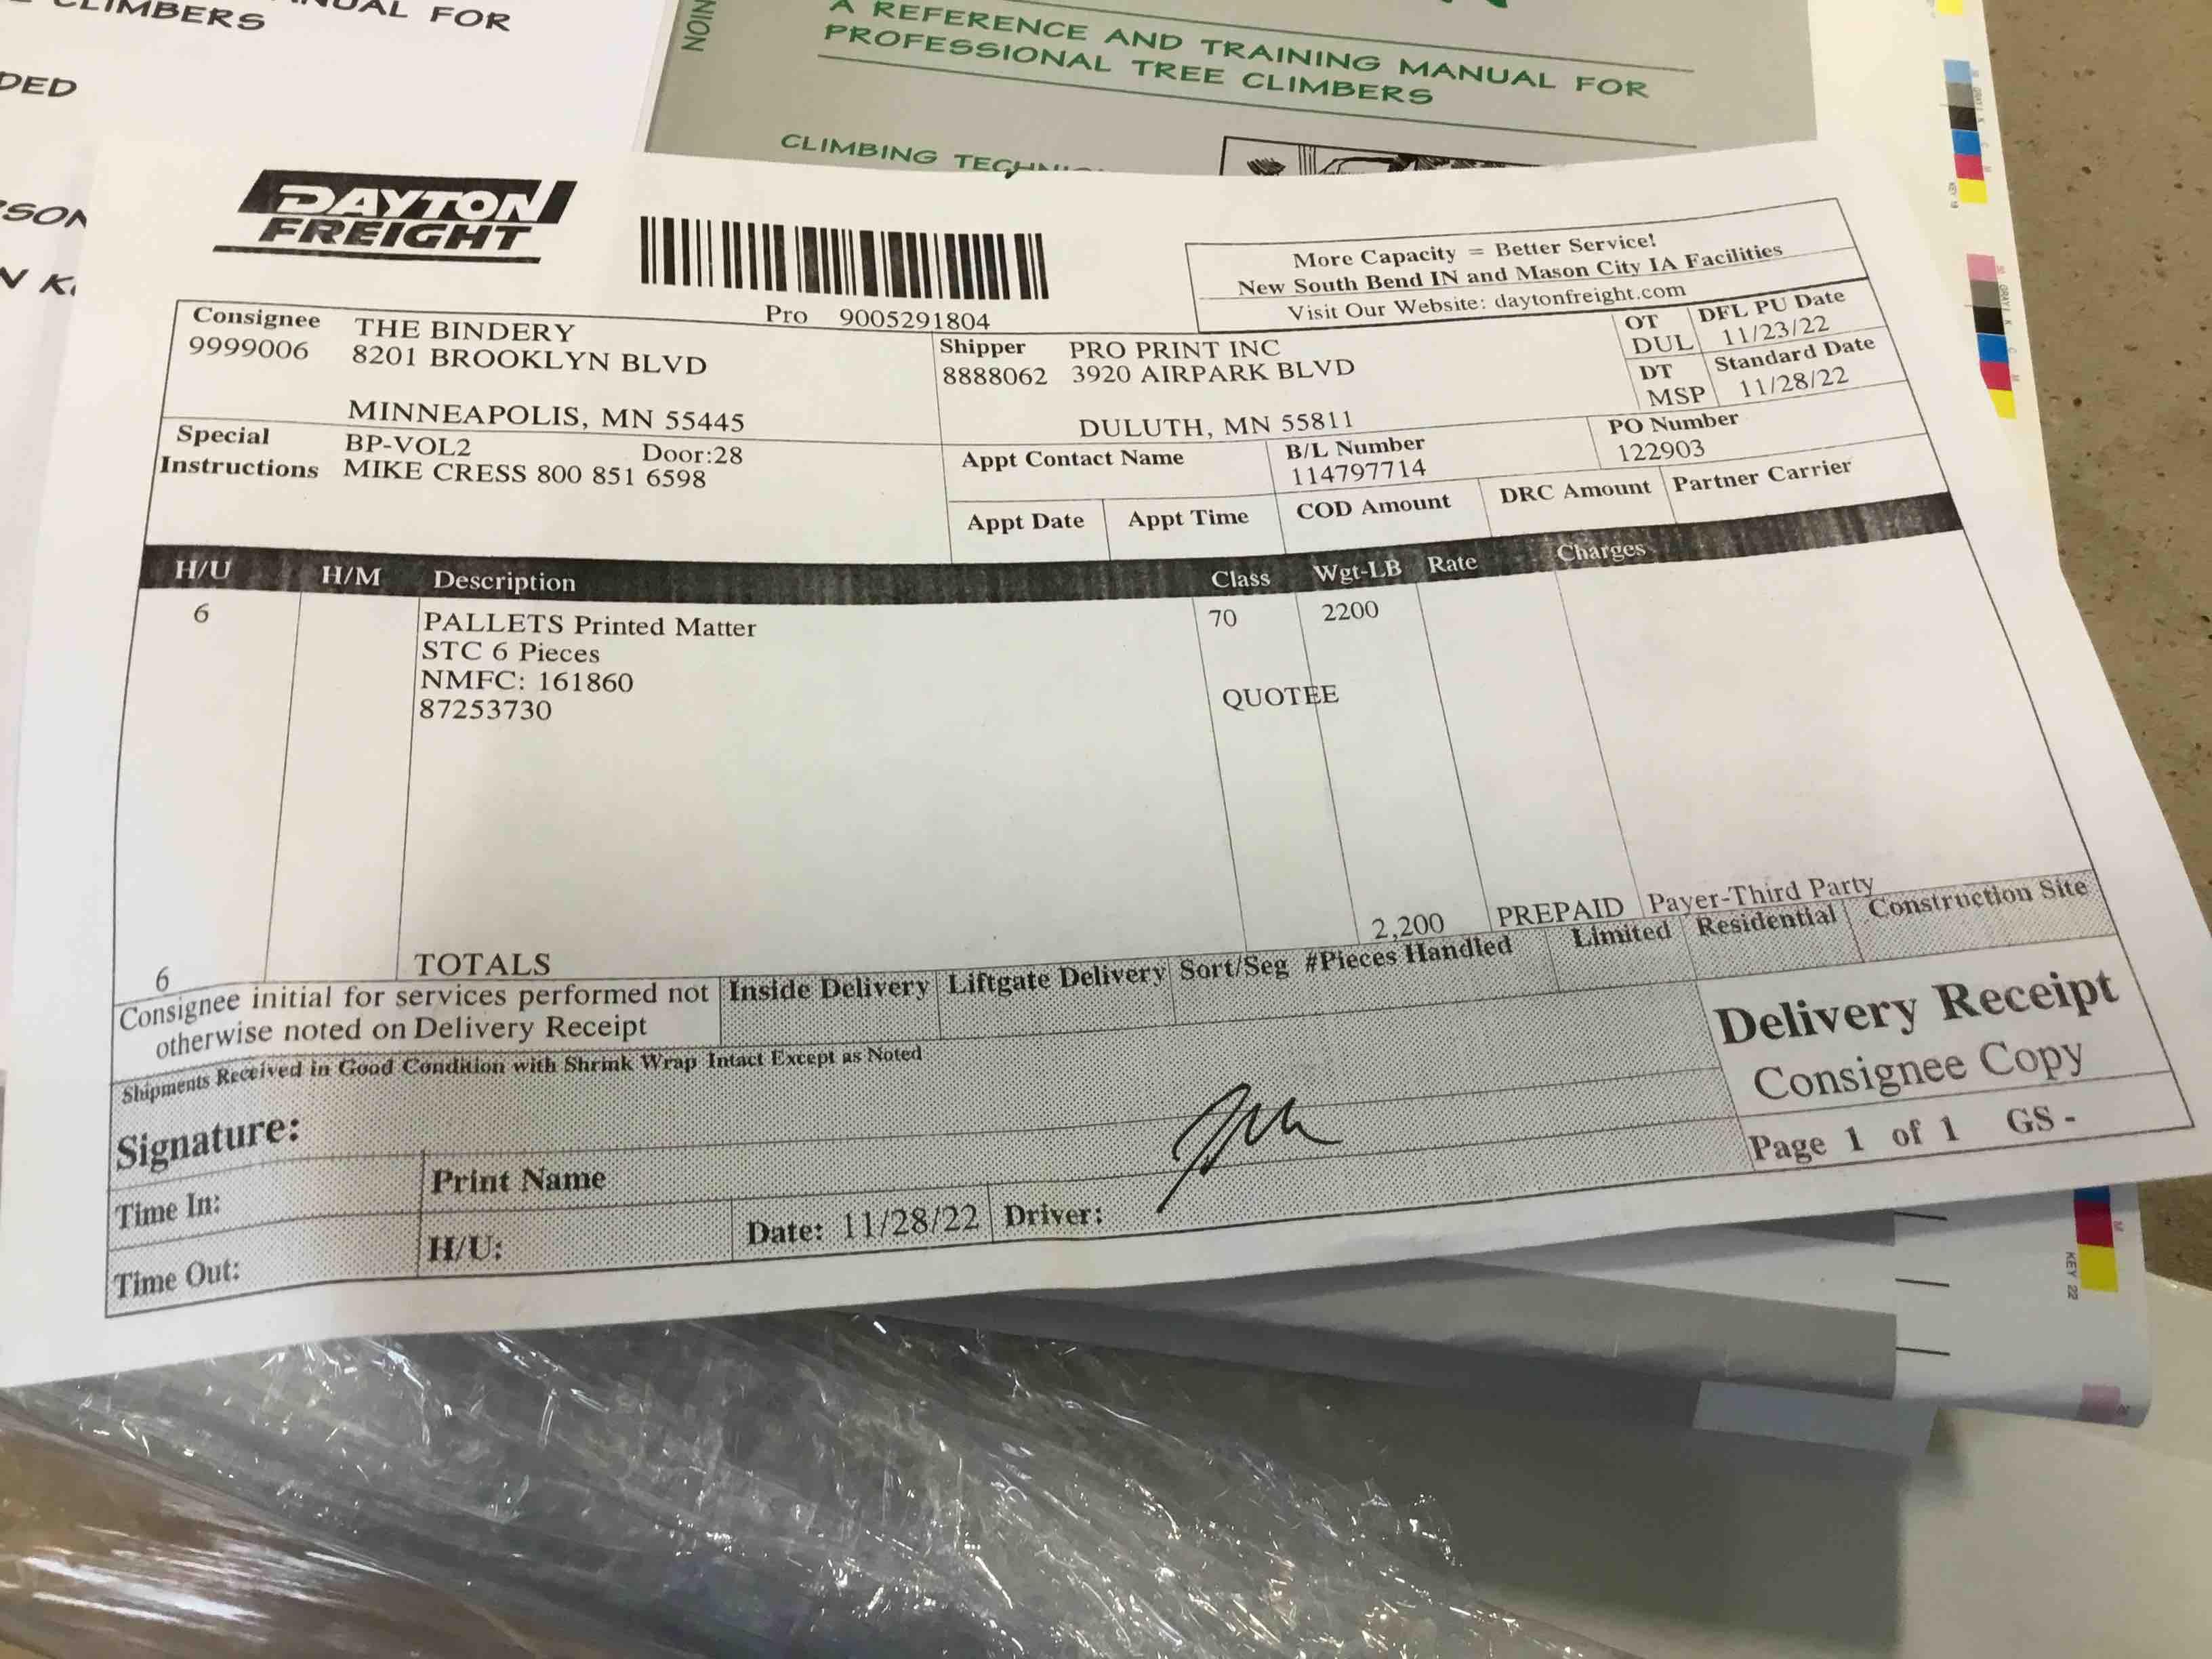 CLIMBERS
UAL FOR
DED
SON
NOIN
A REFERENCE AND TRAINING MANUAL FOR
PROFESSIONAL TREE CLIMBERS
CLIMBING
DAYTON
FREIGHT
Pro 9005291804
More Capacity = Better Service!
New South Bend IN and Mason City IA Facilities
Visit Our Website: daytonfreight.com
Consignee THE BINDERY
9999006 8201 BROOKLYN BLVD
MINNEAPOLIS, MN 55445
Shipper PRO PRINT INC
8888062 3920 AIRPARK BLVD
DULUTH, MN 55811
OT DFL PU Date
DUL 11/23/22
DT Standard Date
MSP 11/28/22
Special BP-VOL2 Door:28
Instructions MIKE CRESS 800 851 6598
Appt Contact Name
B/L Number
114797714
PO Number
122903
Appt Date Appt Time COD Amount DRC Amount Partner Carrier
H/U H/M Description Class Wgt-LB Rate Charges
6 PALLETS Printed Matter 70 2200
STC 6 Pieces
NMFC: 161860 QUOTEE
87253730
6 TOTALS 2,200 PREPAID Payer-Third Party
Consignee initial for services performed not
otherwise noted on Delivery Receipt
Inside Delivery Liftgate Delivery Sort/Seg #Pieces Handled Limited Residential Construction Site
Shipments Received in Good Condition with Shrink Wrap Intact Except as Noted
Delivery Receipt
Consignee Copy
Page 1 of 1 GS -
Signature:
Time In:
Print Name
Time Out:
H/U:
Date: 11/28/22
Driver:
KEY 22